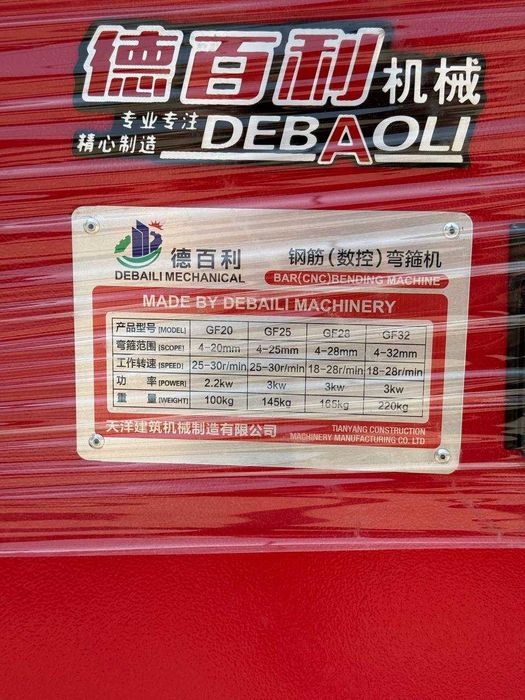 德百利机械
专业专注
精心制造
DEBAOLI
德百利
DEBAILI MECHANICAL
钢筋(数控)弯箍机
BAR(CNC)BENDING MACHINE
MADE BY DEBAILI MACHINERY
产品型号 [MODEL] GF20 GF25 GF28 GF32
弯箍范围 [SCOPE] 4-20mm 4-25mm 4-28mm 4-32mm
工作转速 [SPEED] 25-30r/min 25-30r/min 18-28r/min 18-28r/min
功 率 [POWER] 2.2kw 3kw 3kw 3kw
重 量 [WEIGHT] 100kg 145kg 165kg 220kg
天洋建筑机械制造有限公司
TIANYANG CONSTRUCTION
MACHINERY MANUFACTURING CO. LTD